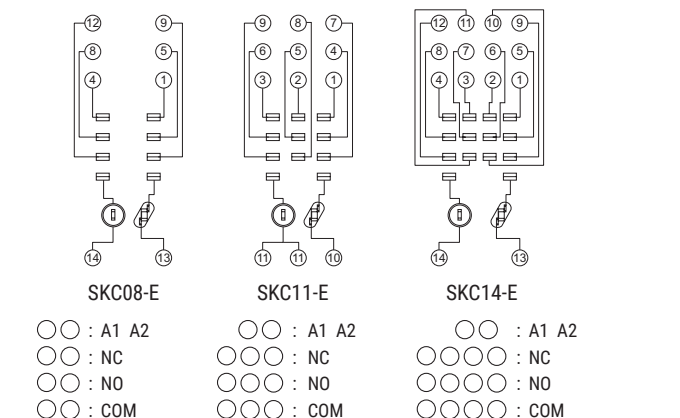 12 9 9 8 7 12 11 10 9
8 5 6 5 4 8 7 6 5
4 1 3 2 1 4 3 2 1
14 13 11 11 10 14 13
SKC08-E SKC11-E SKC14-E
: A1 A2 : A1 A2 : A1 A2
: NC : NC : NC
: NO : NO : NO
: COM : COM : COM